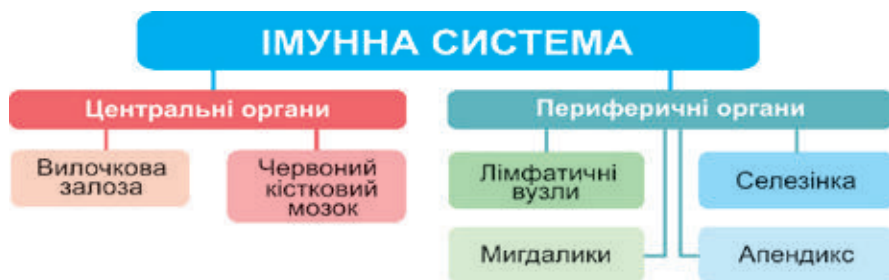 ІМУННА СИСТЕМА
Центральні органи
Периферичні органи
Вилочкова
залоза
Червоний
кістковий
мозок
Лімфатичні
вузли
Селезінка
Мигдалики
Апендикс